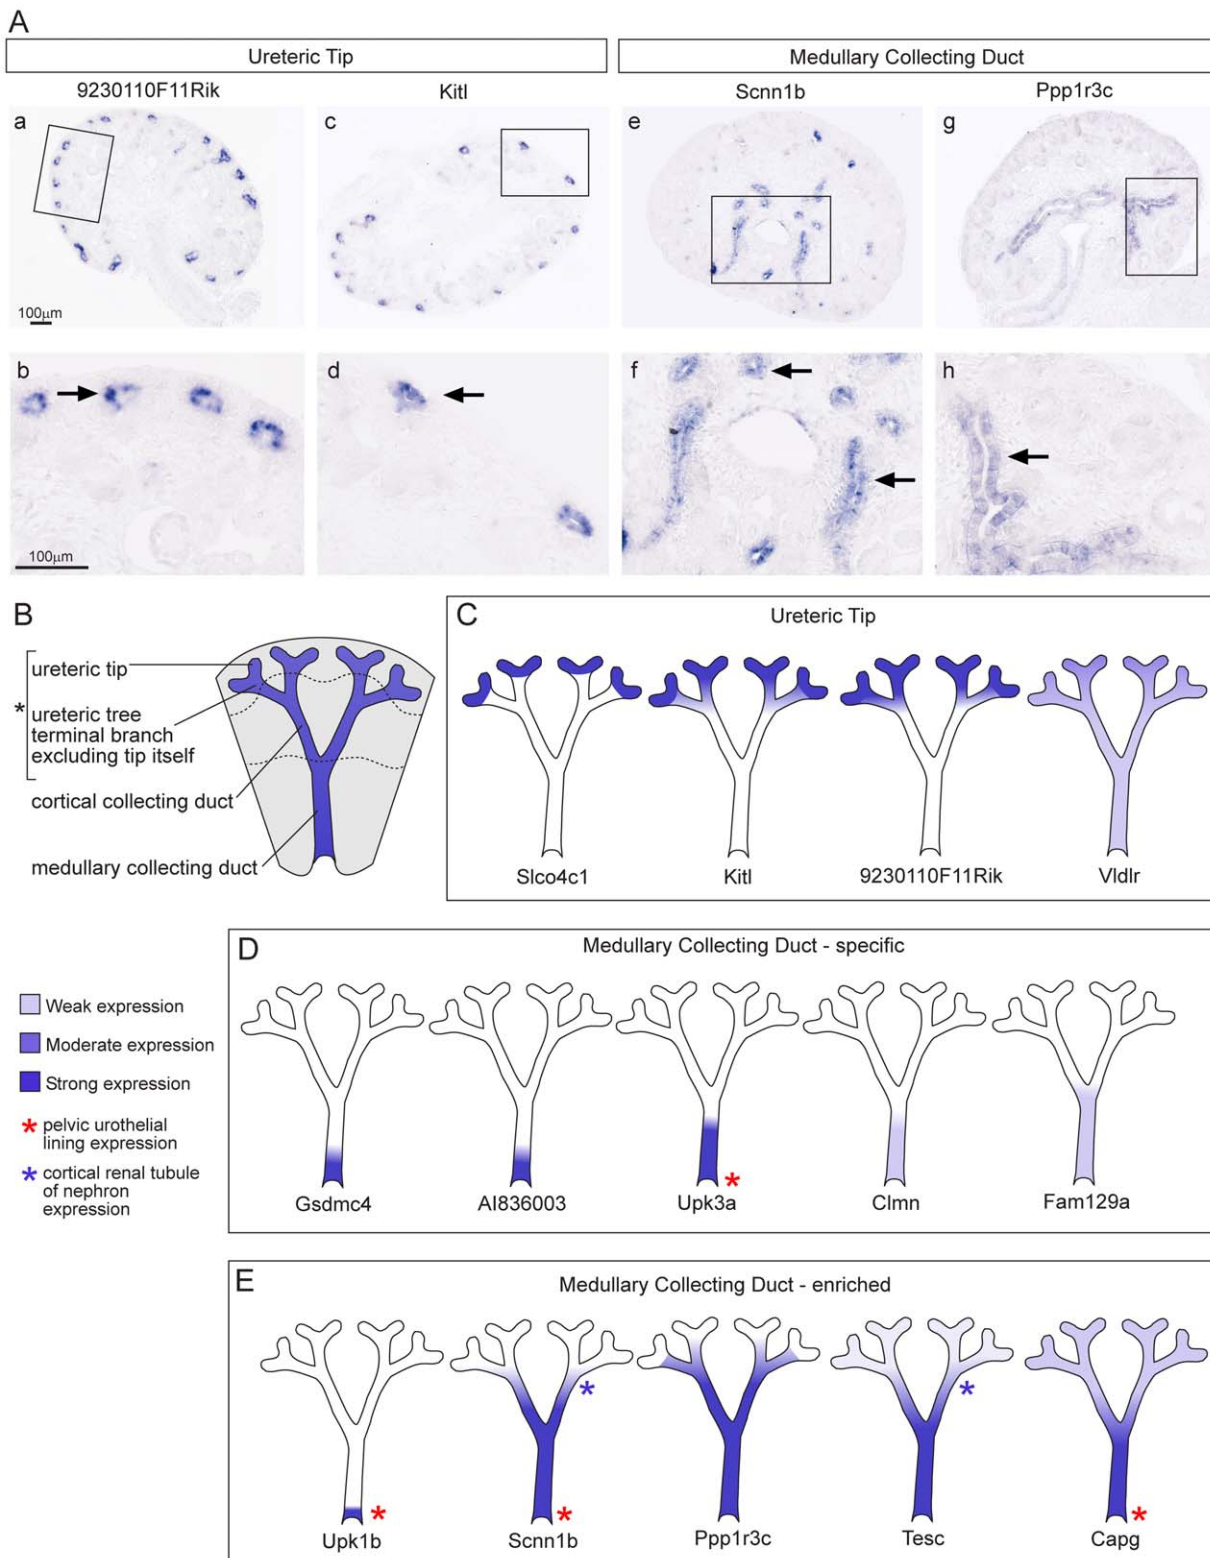 A
Ureteric Tip
Medullary Collecting Duct
9230110F11Rik
Kitl
Scnn1b
Ppp1r3c
a
c
e
g
100μm
b
d
f
h
100μm
B
ureteric tip
* ureteric tree
terminal branch
excluding tip itself
cortical collecting duct
medullary collecting duct
C
Ureteric Tip
Slco4c1
Kitl
9230110F11Rik
Vldlr
Weak expression
Moderate expression
Strong expression
* pelvic urothelial
lining expression
* cortical renal tubule
of nephron
expression
D
Medullary Collecting Duct - specific
Gsdmc4
AI836003
Upk3a
*
Clmn
Fam129a
E
Medullary Collecting Duct - enriched
Upk1b
*
Scnn1b
*
*
Ppp1r3c
Tesc
*
Capg
*